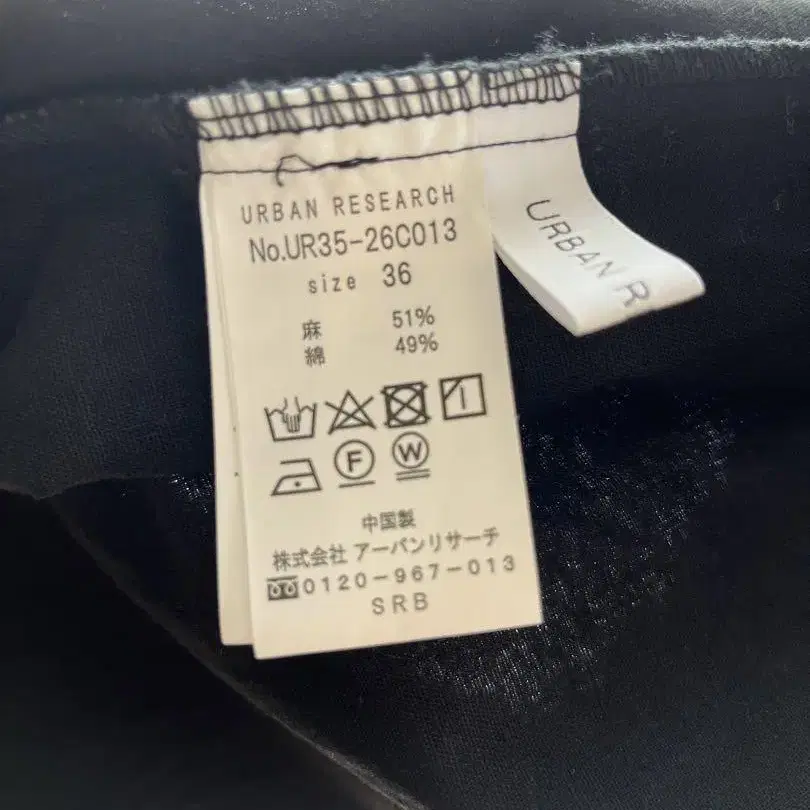 URBAN RESEARCH
No.UR35-26C013
size 36
麻 51%
綿 49%
F W
中国製
株式会社 アーバンリサーチ
0120-967-013
SRB
URBAN R